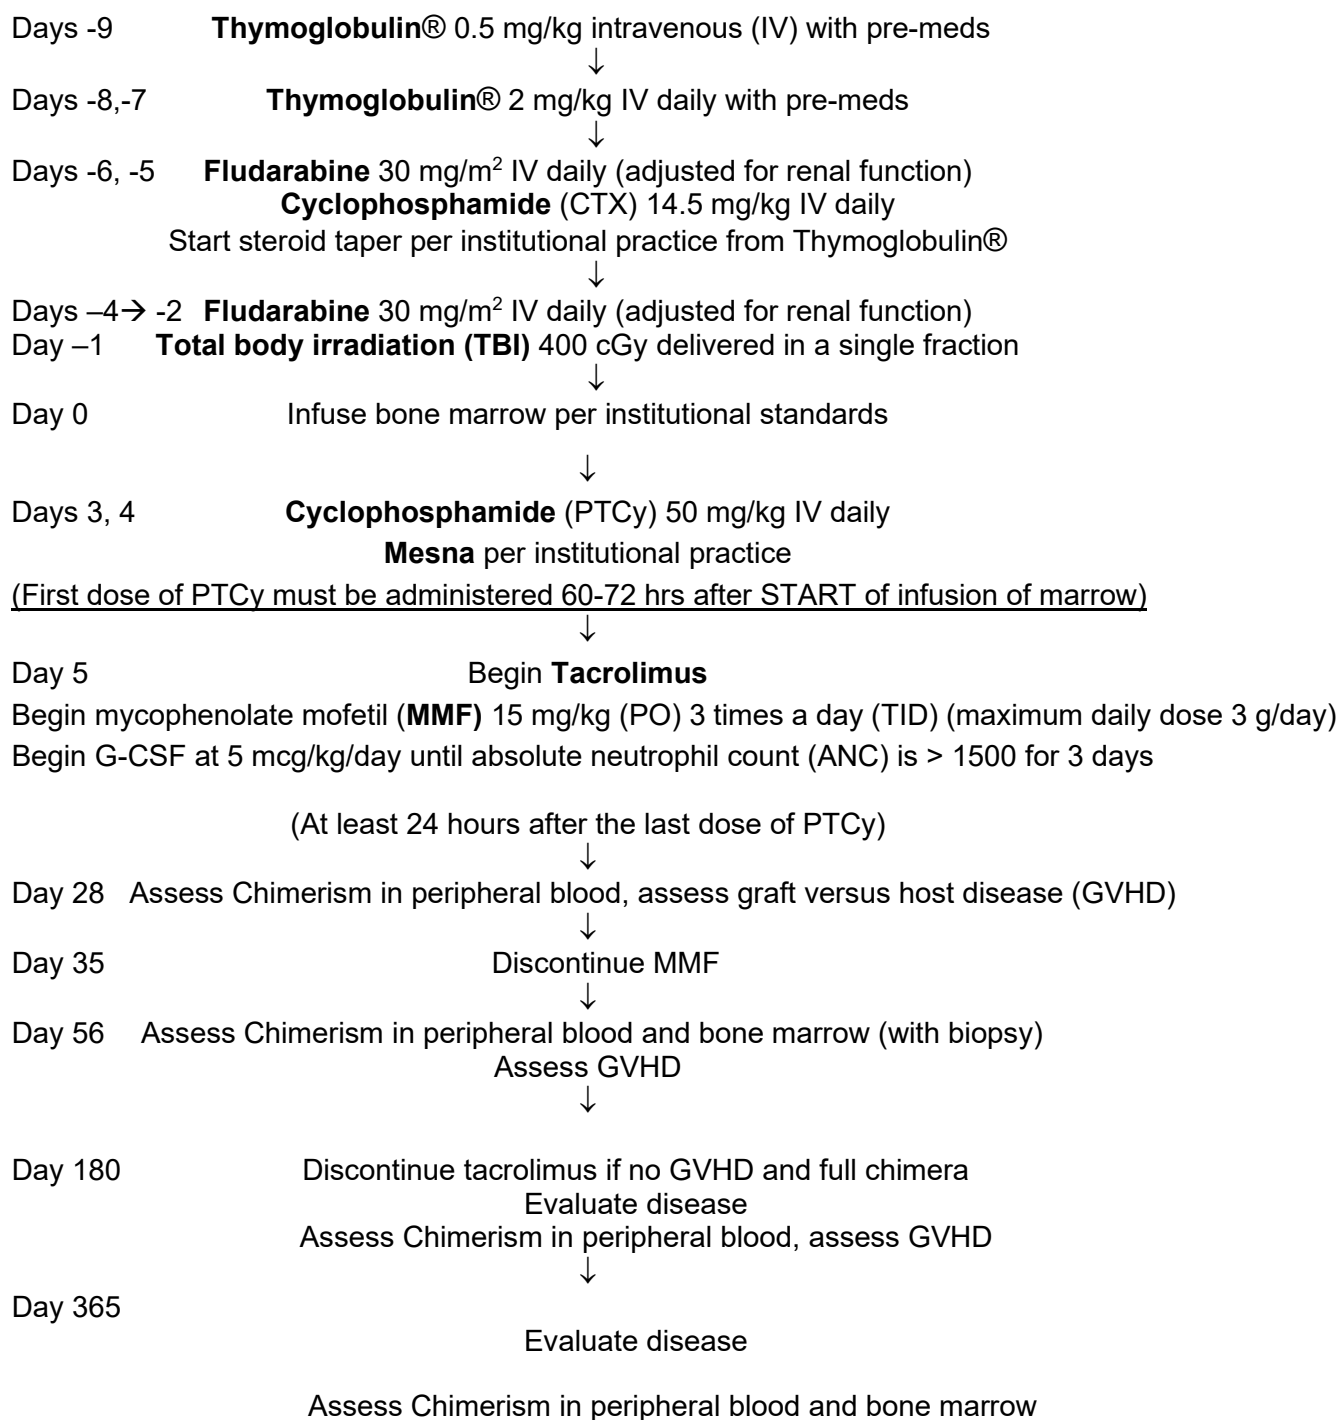 Days -9 Thymoglobulin® 0.5 mg/kg intravenous (IV) with pre-meds
↓
Days -8,-7 Thymoglobulin® 2 mg/kg IV daily with pre-meds
↓
Days -6, -5 Fludarabine 30 mg/m² IV daily (adjusted for renal function)
Cyclophosphamide (CTX) 14.5 mg/kg IV daily
Start steroid taper per institutional practice from Thymoglobulin®
↓
Days –4→ -2 Fludarabine 30 mg/m² IV daily (adjusted for renal function)
Day –1 Total body irradiation (TBI) 400 cGy delivered in a single fraction
↓
Day 0 Infuse bone marrow per institutional standards
↓
Days 3, 4 Cyclophosphamide (PTCy) 50 mg/kg IV daily
Mesna per institutional practice
(First dose of PTCy must be administered 60-72 hrs after START of infusion of marrow)
↓
Day 5 Begin Tacrolimus
Begin mycophenolate mofetil (MMF) 15 mg/kg (PO) 3 times a day (TID) (maximum daily dose 3 g/day)
Begin G-CSF at 5 mcg/kg/day until absolute neutrophil count (ANC) is > 1500 for 3 days
(At least 24 hours after the last dose of PTCy)
↓
Day 28 Assess Chimerism in peripheral blood, assess graft versus host disease (GVHD)
↓
Day 35 Discontinue MMF
↓
Day 56 Assess Chimerism in peripheral blood and bone marrow (with biopsy)
Assess GVHD
↓
Day 180 Discontinue tacrolimus if no GVHD and full chimera
Evaluate disease
Assess Chimerism in peripheral blood, assess GVHD
↓
Day 365
Evaluate disease
Assess Chimerism in peripheral blood and bone marrow